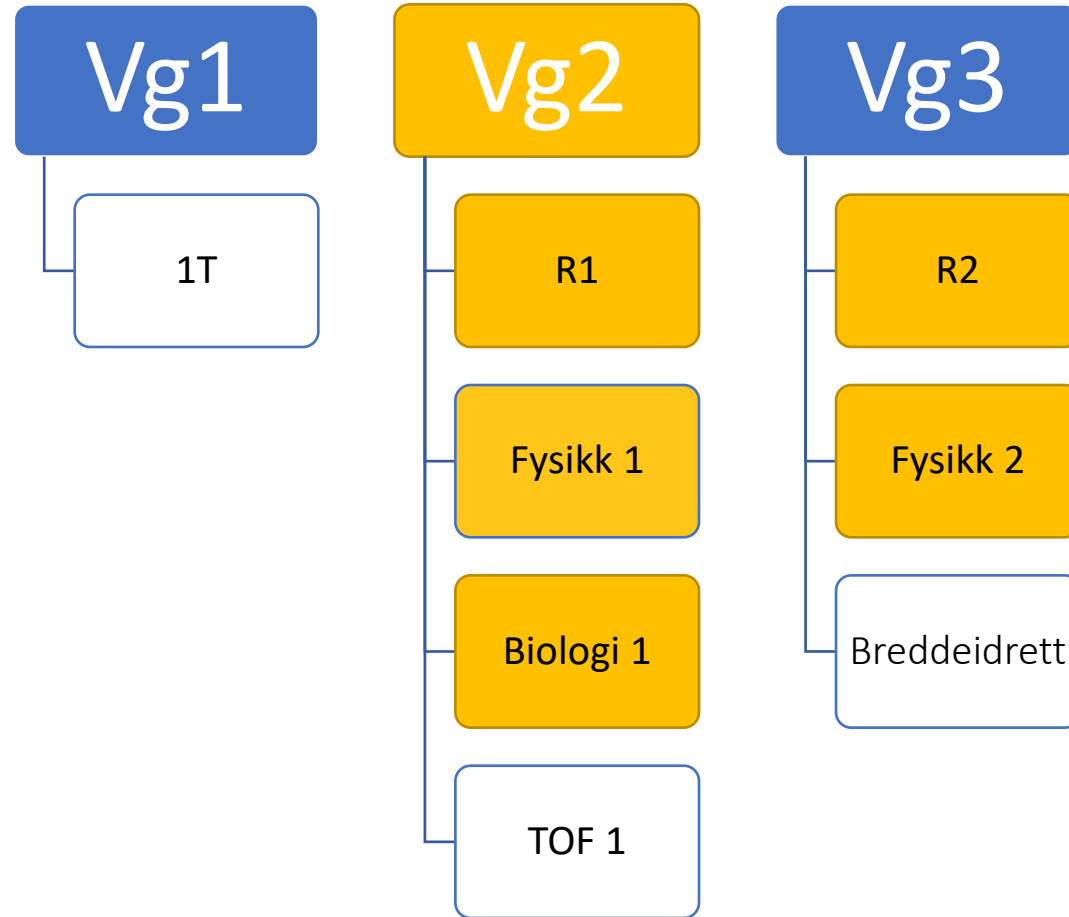 Vg1
1T
Vg2
R1
Fysikk 1
Biologi 1
TOF 1
Vg3
R2
Fysikk 2
Breddeidrett